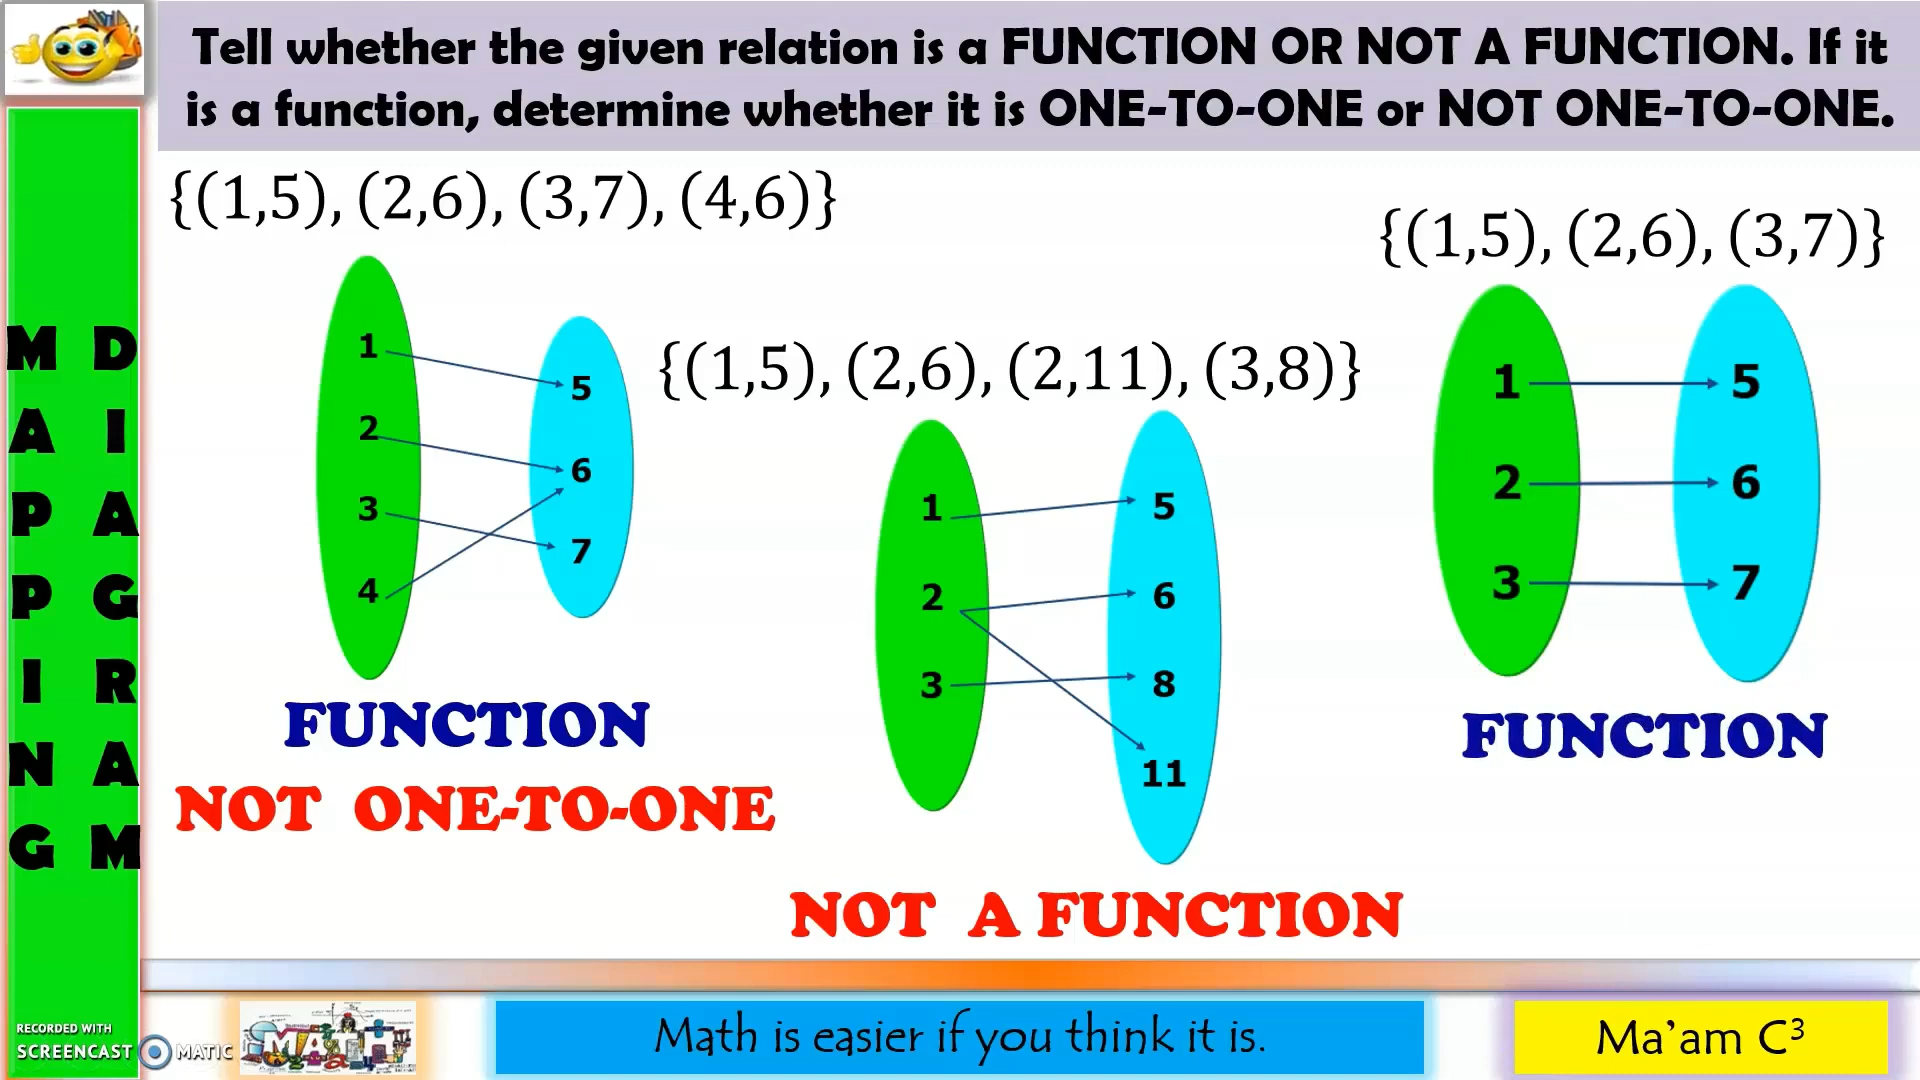 Tell whether the given relation is a FUNCTION OR NOT A FUNCTION. If it
is a function, determine whether it is ONE-TO-ONE or NOT ONE-TO-ONE.
MAPPING
DIAGRAM
{(1,5), (2,6), (3,7), (4,6)}
1
2
3
4
5
6
7
FUNCTION
NOT ONE-TO-ONE
{(1,5), (2,6), (2,11), (3,8)}
1
2
3
5
6
8
11
NOT A FUNCTION
{(1,5), (2,6), (3,7)}
1
2
3
5
6
7
FUNCTION
RECORDED WITH
SCREENCAST MATIC
MATH
Math is easier if you think it is.
Ma'am C³